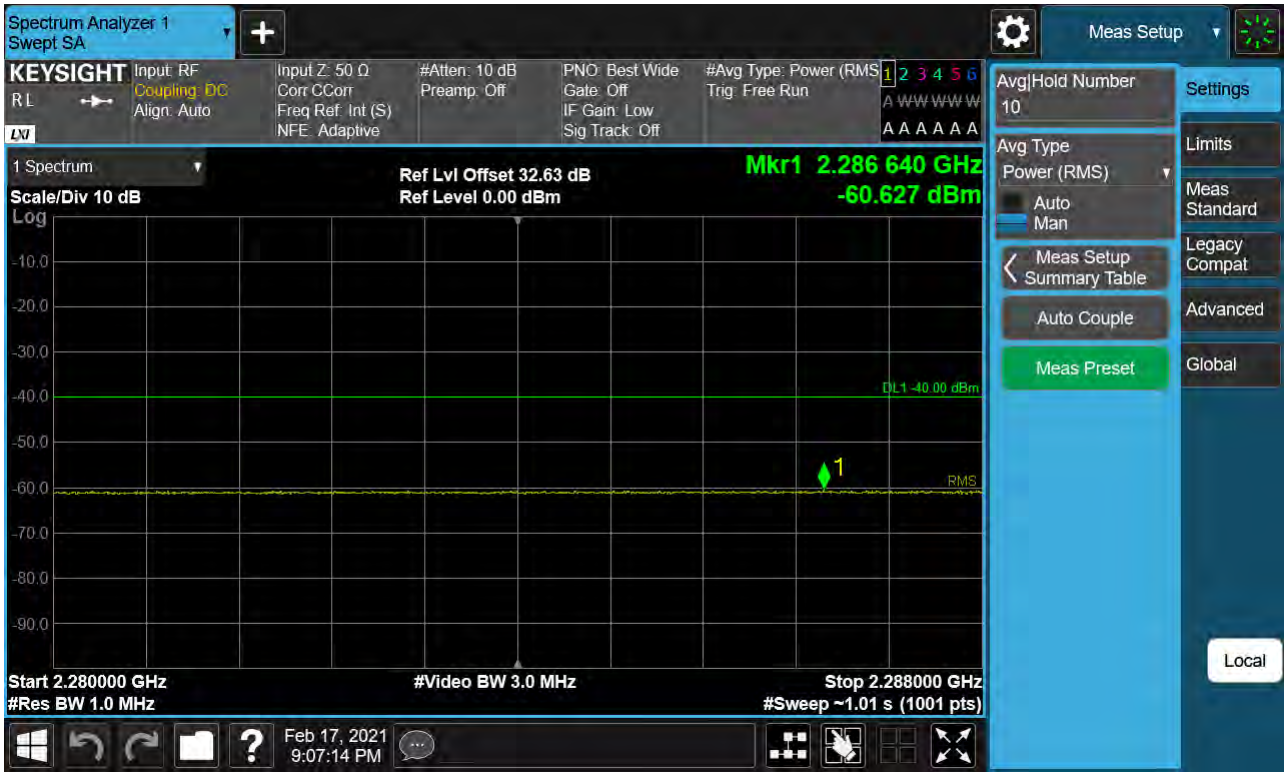 Spectrum Analyzer 1
Swept SA
+
Meas Setup
KEYSIGHT
RL
LXI
Input: RF
Coupling: DC
Align: Auto
Input Z: 50 Ω
Corr CCorr
Freq Ref: Int (S)
NFE: Adaptive
#Atten: 10 dB
Preamp: Off
PNO: Best Wide
Gate: Off
IF Gain: Low
Sig Track: Off
#Avg Type: Power (RMS
Trig: Free Run
1 2 3 4 5 6
A W W W W W
A A A A A A
1 Spectrum
Scale/Div 10 dB
Log
Ref Lvl Offset 32.63 dB
Ref Level 0.00 dBm
Mkr1 2.286 640 GHz
-60.627 dBm
-10.0
-20.0
-30.0
-40.0
DL1 -40.00 dBm
-50.0
1
-60.0
RMS
-70.0
-80.0
-90.0
Start 2.280000 GHz
#Res BW 1.0 MHz
#Video BW 3.0 MHz
Stop 2.288000 GHz
#Sweep ~1.01 s (1001 pts)
Avg|Hold Number
10
Avg Type
Power (RMS)
Auto
Man
Meas Setup
Summary Table
Auto Couple
Meas Preset
Settings
Limits
Meas
Standard
Legacy
Compat
Advanced
Global
Local
?
Feb 17, 2021
9:07:14 PM